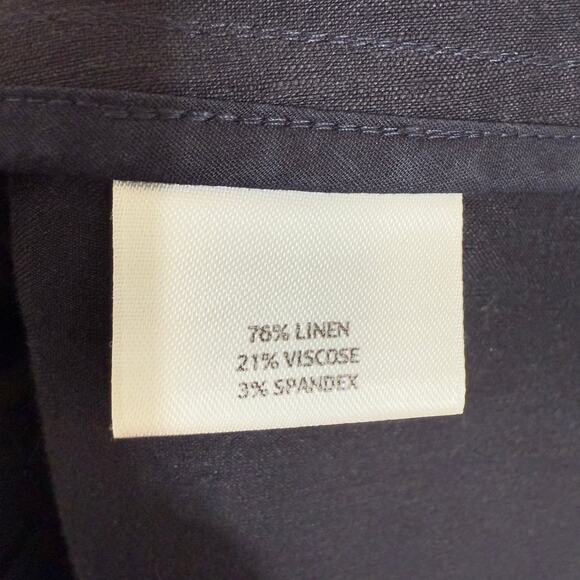 76% LINEN
21% VISCOSE
3% SPANDEX